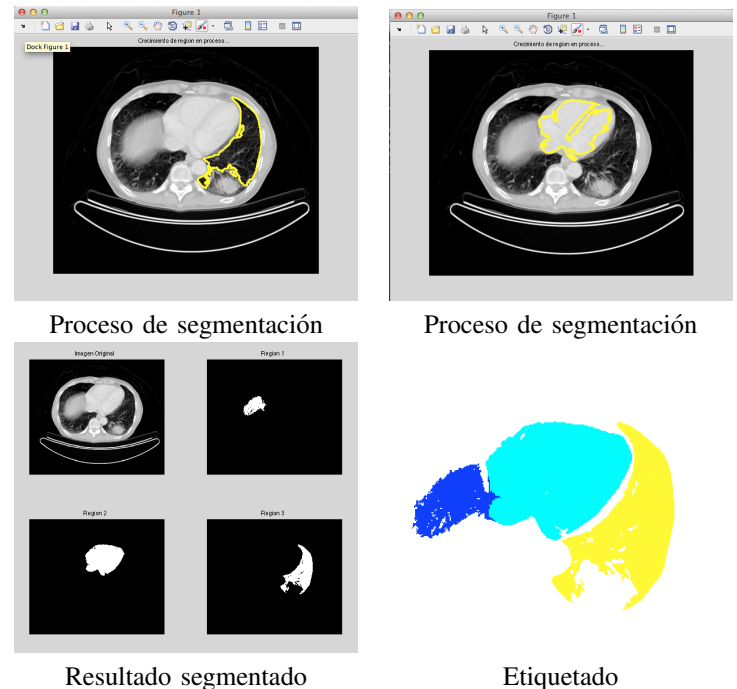 Figure 1
Dock Figure 1
Crecimiento de region en proceso...
Figure 1
Crecimiento de region en proceso...
Proceso de segmentación
Proceso de segmentación
Imagen Original
Region 1
Region 2
Region 3
Resultado segmentado
Etiquetado